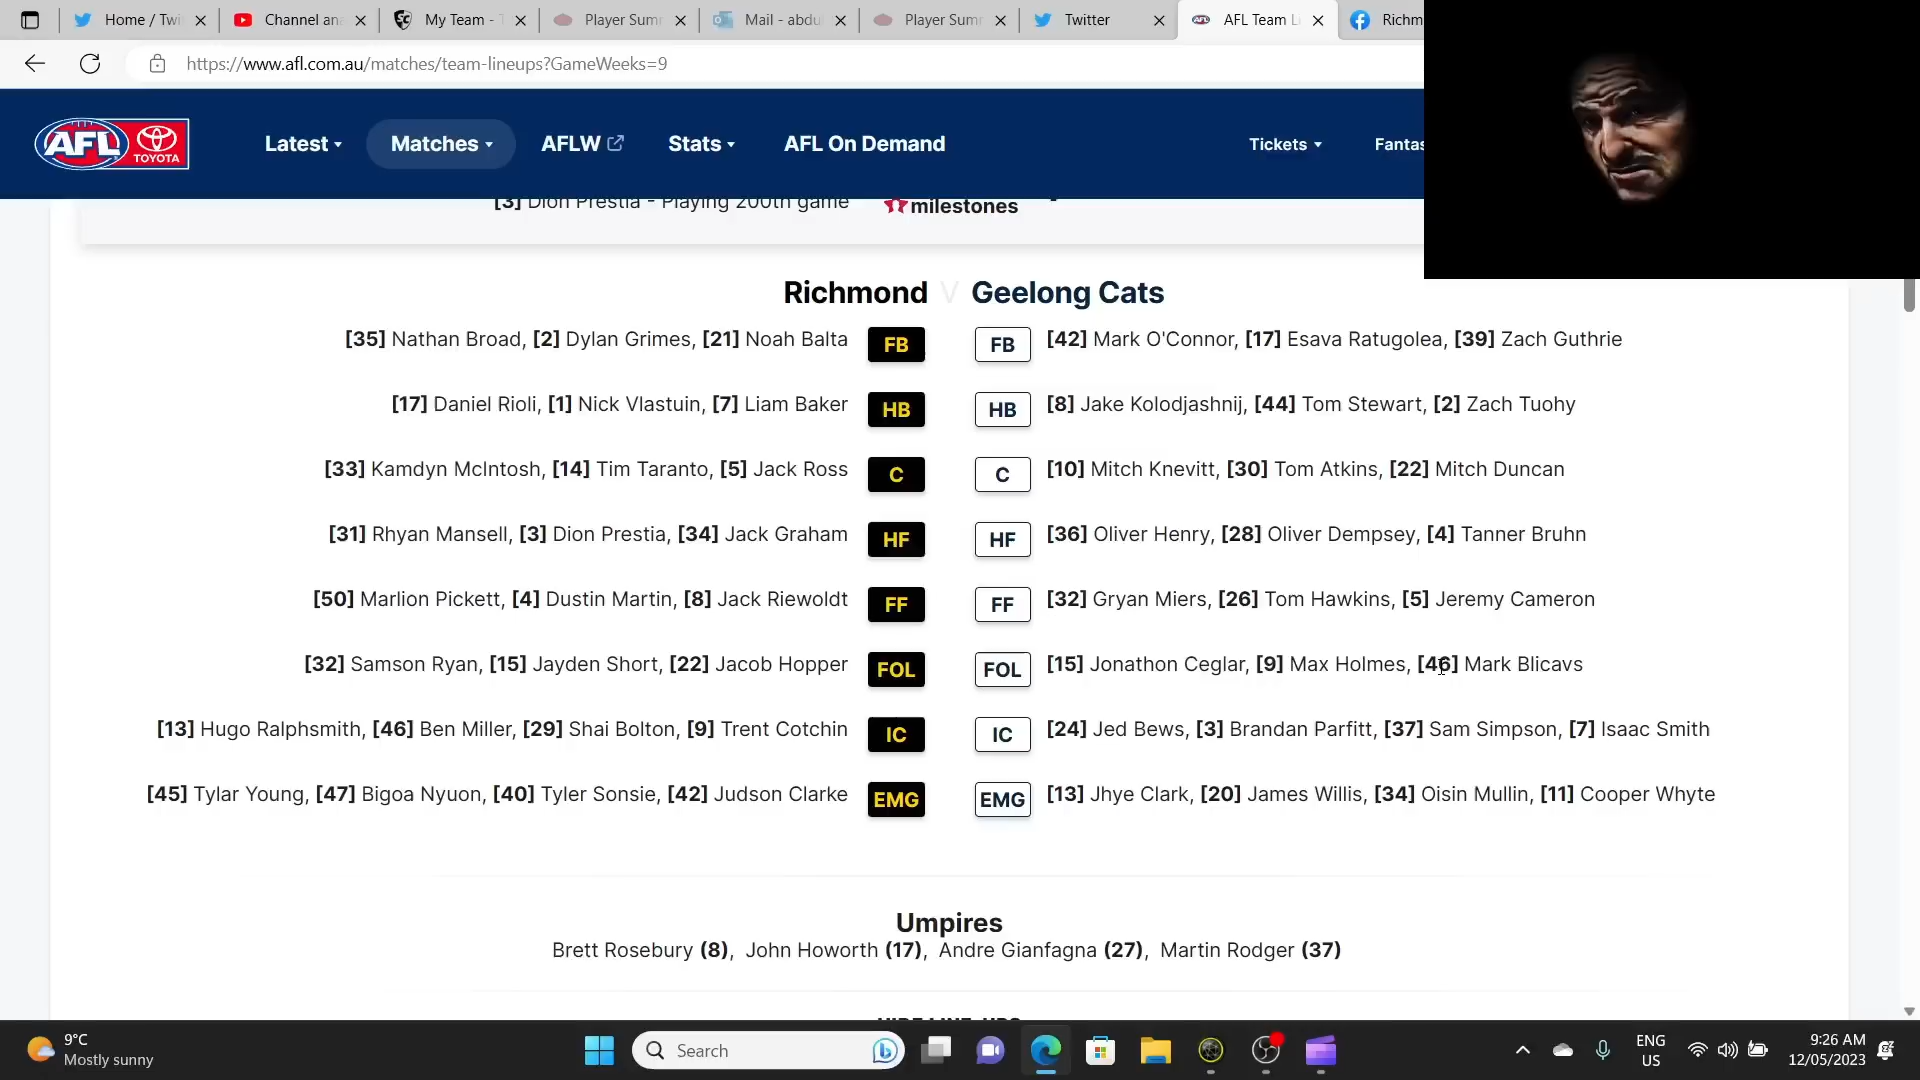 Home / Twi
Channel ana
My Team - T
Player Sum
Mail - abdu
Player Sum
Twitter
AFL Team L
Richm
https://www.afl.com.au/matches/team-lineups?GameWeeks=9
AFL TOYOTA
Latest
Matches
AFLW
Stats
AFL On Demand
Tickets
Fantas
[3] Dion Prestia - Playing 200th game
milestones
-
Richmond V Geelong Cats
[35] Nathan Broad, [2] Dylan Grimes, [21] Noah Balta FB FB [42] Mark O'Connor, [17] Esava Ratugolea, [39] Zach Guthrie
[17] Daniel Rioli, [1] Nick Vlastuin, [7] Liam Baker HB HB [8] Jake Kolodjashnij, [44] Tom Stewart, [2] Zach Tuohy
[33] Kamdyn McIntosh, [14] Tim Taranto, [5] Jack Ross C C [10] Mitch Knevitt, [30] Tom Atkins, [22] Mitch Duncan
[31] Rhyan Mansell, [3] Dion Prestia, [34] Jack Graham HF HF [36] Oliver Henry, [28] Oliver Dempsey, [4] Tanner Bruhn
[50] Marlion Pickett, [4] Dustin Martin, [8] Jack Riewoldt FF FF [32] Gryan Miers, [26] Tom Hawkins, [5] Jeremy Cameron
[32] Samson Ryan, [15] Jayden Short, [22] Jacob Hopper FOL FOL [15] Jonathon Ceglar, [9] Max Holmes, [46] Mark Blicavs
[13] Hugo Ralphsmith, [46] Ben Miller, [29] Shai Bolton, [9] Trent Cotchin IC IC [24] Jed Bews, [3] Brandan Parfitt, [37] Sam Simpson, [7] Isaac Smith
[45] Tylar Young, [47] Bigoa Nyuon, [40] Tyler Sonsie, [42] Judson Clarke EMG EMG [13] Jhye Clark, [20] James Willis, [34] Oisin Mullin, [11] Cooper Whyte
Umpires
Brett Rosebury (8), John Howorth (17), Andre Gianfagna (27), Martin Rodger (37)
HIDE LINE-UPS
9°C
Mostly sunny
Search
ENG
US
9:26 AM
12/05/2023